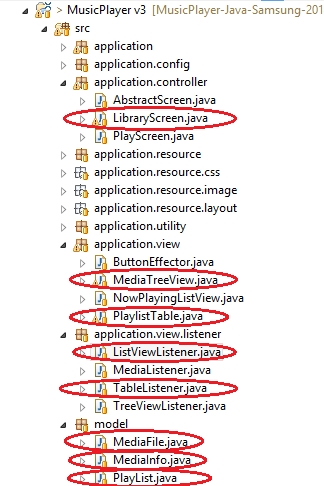 MusicPlayer v3 [MusicPlayer-Java-Samsung-201
src
application
application.config
application.controller
AbstractScreen.java
LibraryScreen.java
PlayScreen.java
application.resource
application.resource.css
application.resource.image
application.resource.layout
application.utility
application.view
ButtonEffector.java
MediaTreeView.java
NowPlayingListView.java
PlaylistTable.java
application.view.listener
ListViewListener.java
MediaListener.java
TableListener.java
TreeViewListener.java
model
MediaFile.java
MediaInfo.java
PlayList.java